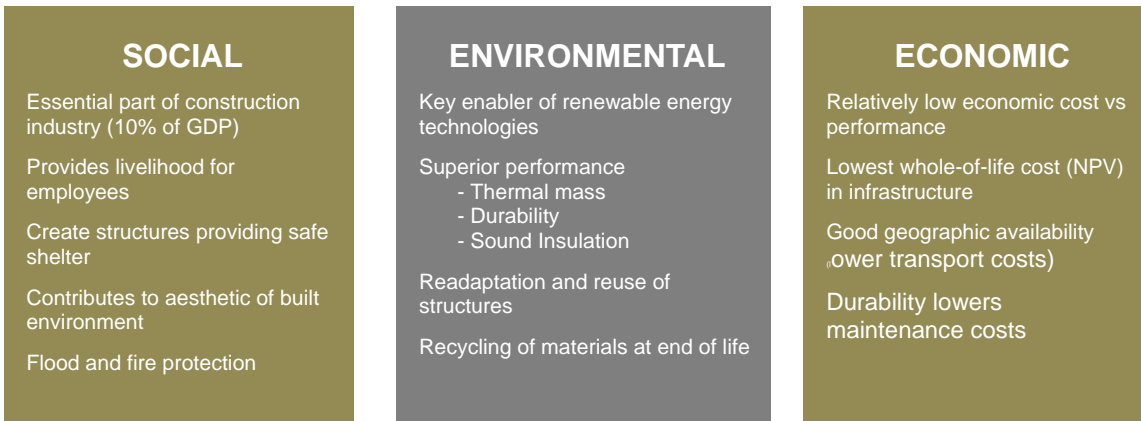 SOCIAL
Essential part of construction
industry (10% of GDP)
Provides livelihood for
employees
Create structures providing safe
shelter
Contributes to aesthetic of built
environment
Flood and fire protection
ENVIRONMENTAL
Key enabler of renewable energy
technologies
Superior performance
- Thermal mass
- Durability
- Sound Insulation
Readaptation and reuse of
structures
Recycling of materials at end of life
ECONOMIC
Relatively low economic cost vs
performance
Lowest whole-of-life cost (NPV)
in infrastructure
Good geographic availability
(lower transport costs)
Durability lowers
maintenance costs